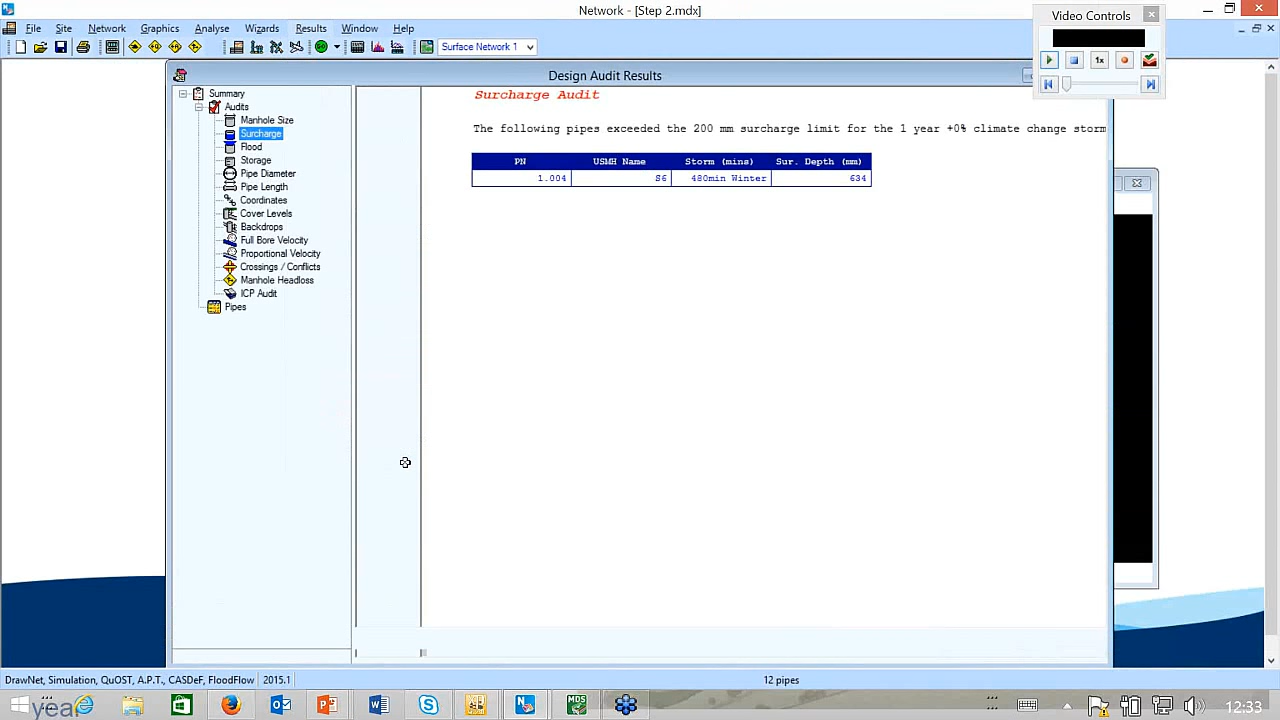 Network - [Step 2.mdx]
Video Controls
File Site Network Graphics Analyse Wizards Results Window Help
Surface Network 1
1x
Design Audit Results
Summary
Audits
Manhole Size
Surcharge
Flood
Storage
Pipe Diameter
Pipe Length
Coordinates
Cover Levels
Backdrops
Full Bore Velocity
Proportional Velocity
Crossings / Conflicts
Manhole Headloss
ICP Audit
Pipes
Surcharge Audit
The following pipes exceeded the 200 mm surcharge limit for the 1 year +0% climate change storm
PN USMH Name Storm (mins) Sur. Depth (mm)
1.004 S6 480min Winter 634
DrawNet, Simulation, QuOST, A.P.T., CASDeF, FloodFlow 2015.1 12 pipes
year
MDS
12:33